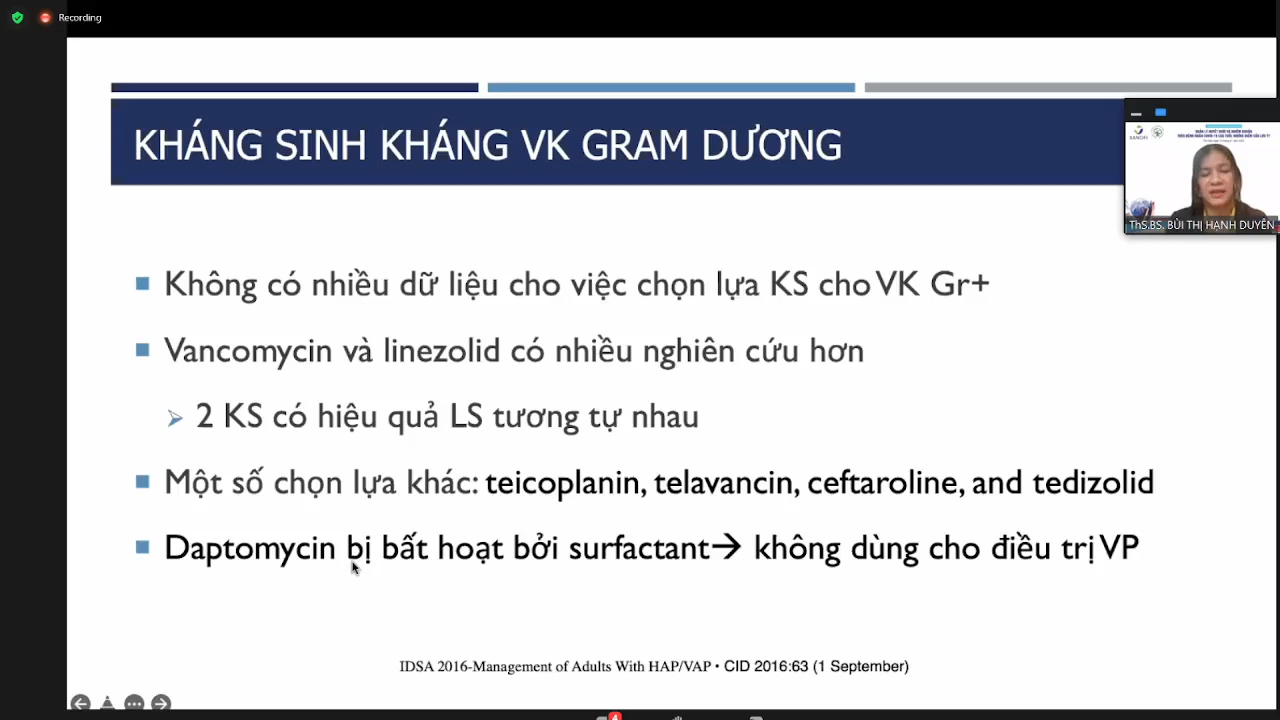 Recording
KHÁNG SINH KHÁNG VK GRAM DƯƠNG
SANOFI
ThS.BS. BÙI THỊ HẠNH DUYÊN
Không có nhiều dữ liệu cho việc chọn lựa KS cho VK Gr+
Vancomycin và linezolid có nhiều nghiên cứu hơn
2 KS có hiệu quả LS tương tự nhau
Một số chọn lựa khác: teicoplanin, telavancin, ceftaroline, and tedizolid
Daptomycin bị bất hoạt bởi surfactant→ không dùng cho điều trị VP
IDSA 2016-Management of Adults With HAP/VAP • CID 2016:63 (1 September)